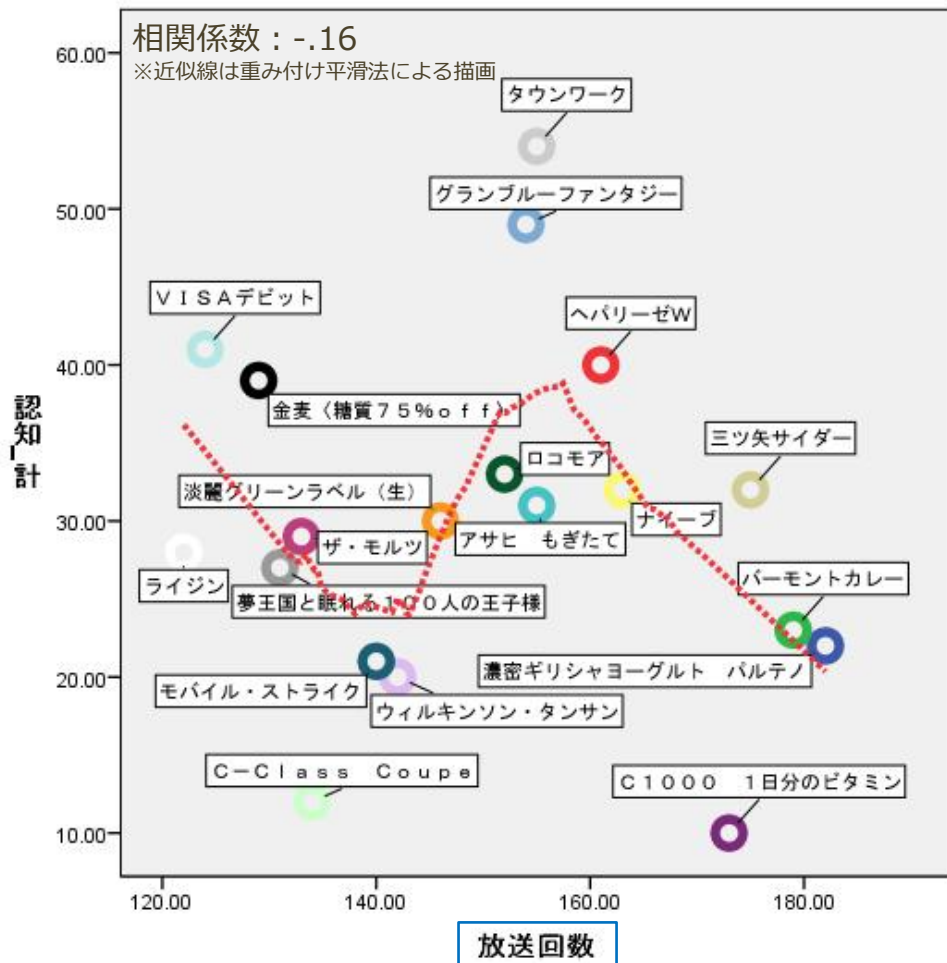 相関係数：-.16
※近似線は重み付け平滑法による描画
60.00
タウンワーク
グランブルーファンタジー
50.00
ＶＩＳＡデビット
ヘパリーゼW
40.00
金麦（糖質７５％ｏｆｆ）
認知_計
三ツ矢サイダー
ロコモア
淡麗グリーンラベル（生）
30.00
ナイーブ
アサヒ　もぎたて
ザ・モルツ
バーモントカレー
ライジン
夢王国と眠れる１００人の王子様
20.00
濃密ギリシャヨーグルト　パルテノ
モバイル・ストライク
ウィルキンソン・タンサン
Ｃ－Ｃｌａｓｓ　Ｃｏｕｐｅ
Ｃ１０００　１日分のビタミン
10.00
120.00 140.00 160.00 180.00
放送回数